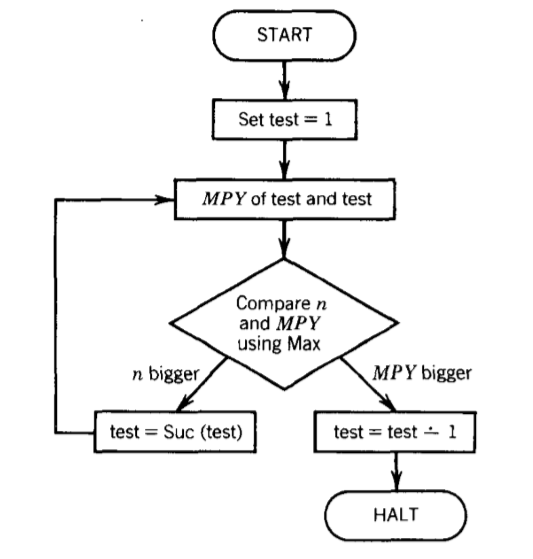 START
Set test = 1
MPY of test and test
Compare n
and MPY
using Max
n bigger
MPY bigger
test = Suc (test)
test = test ∸ 1
HALT